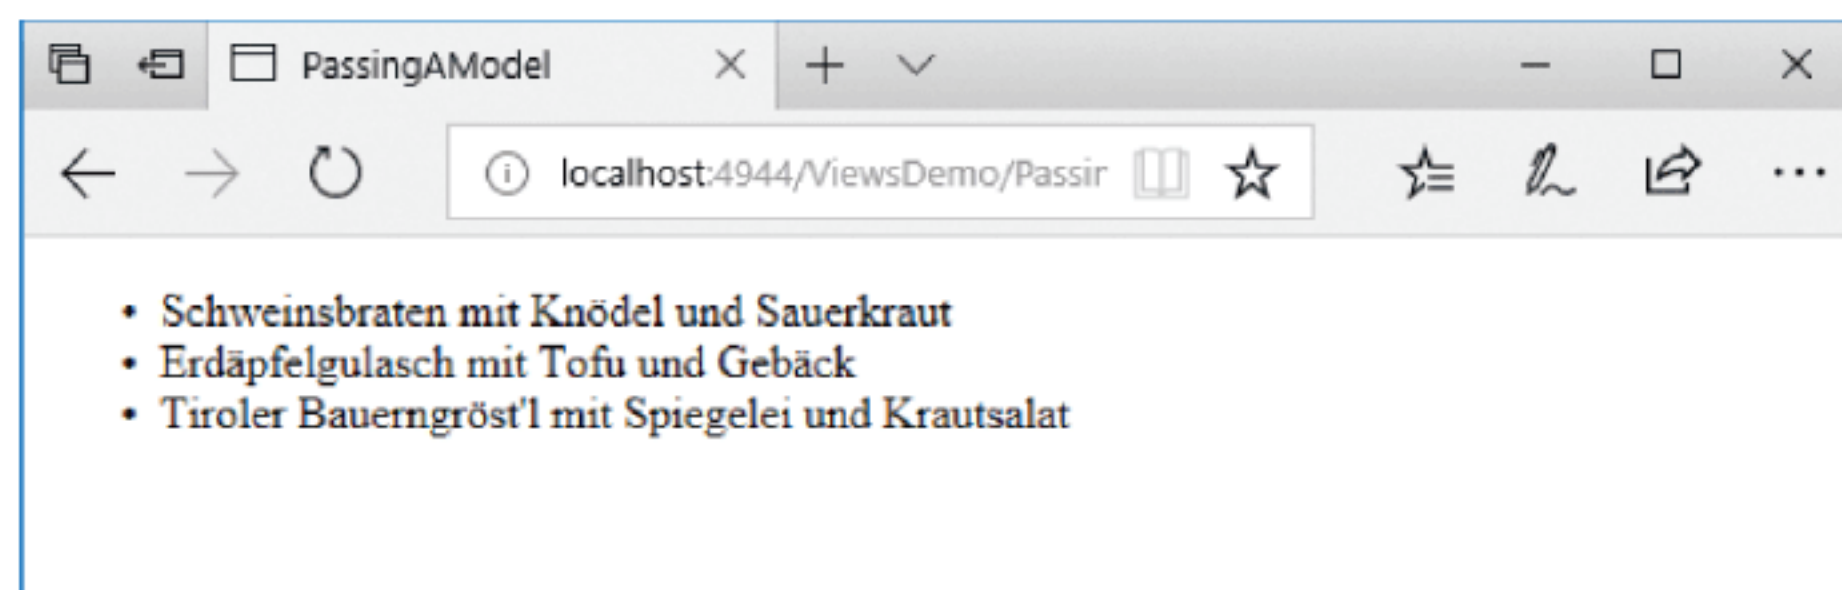 PassingAModel
localhost:4944/ViewsDemo/Passir
• Schweinsbraten mit Knödel und Sauerkraut
• Erdäpfelgulasch mit Tofu und Gebäck
• Tiroler Bauerngröst'l mit Spiegelei und Krautsalat